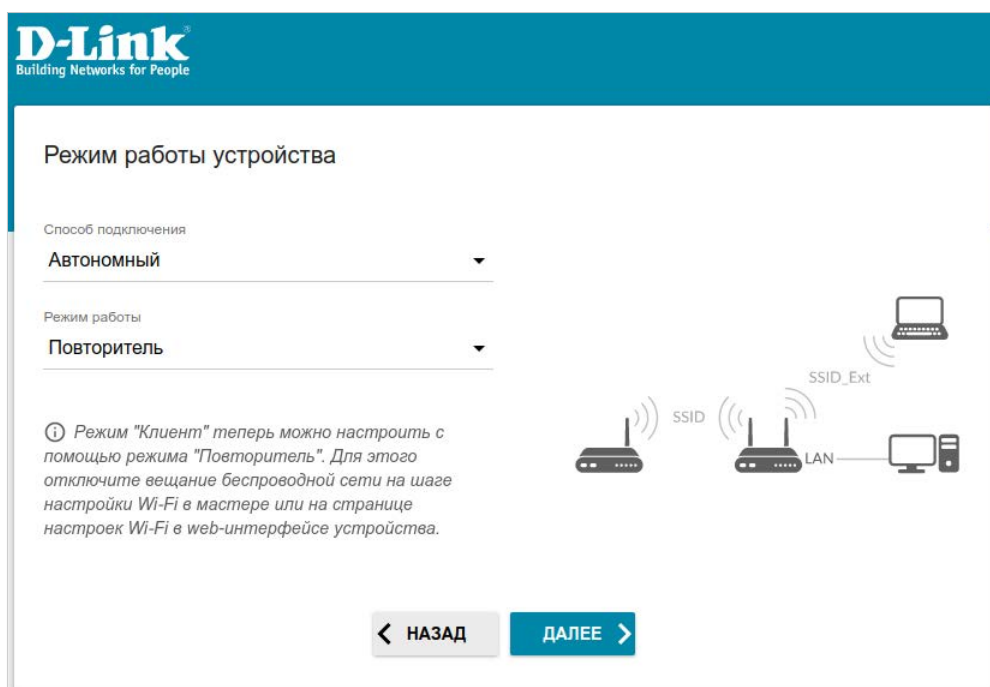 D-Link®
Building Networks for People
Режим работы устройства
Способ подключения
Автономный
Режим работы
Повторитель
Режим "Клиент" теперь можно настроить с
помощью режима "Повторитель". Для этого
отключите вещание беспроводной сети на шаге
настройки Wi-Fi в мастере или на странице
настроек Wi-Fi в web-интерфейсе устройства.
SSID
SSID_Ext
LAN
НАЗАД
ДАЛЕЕ